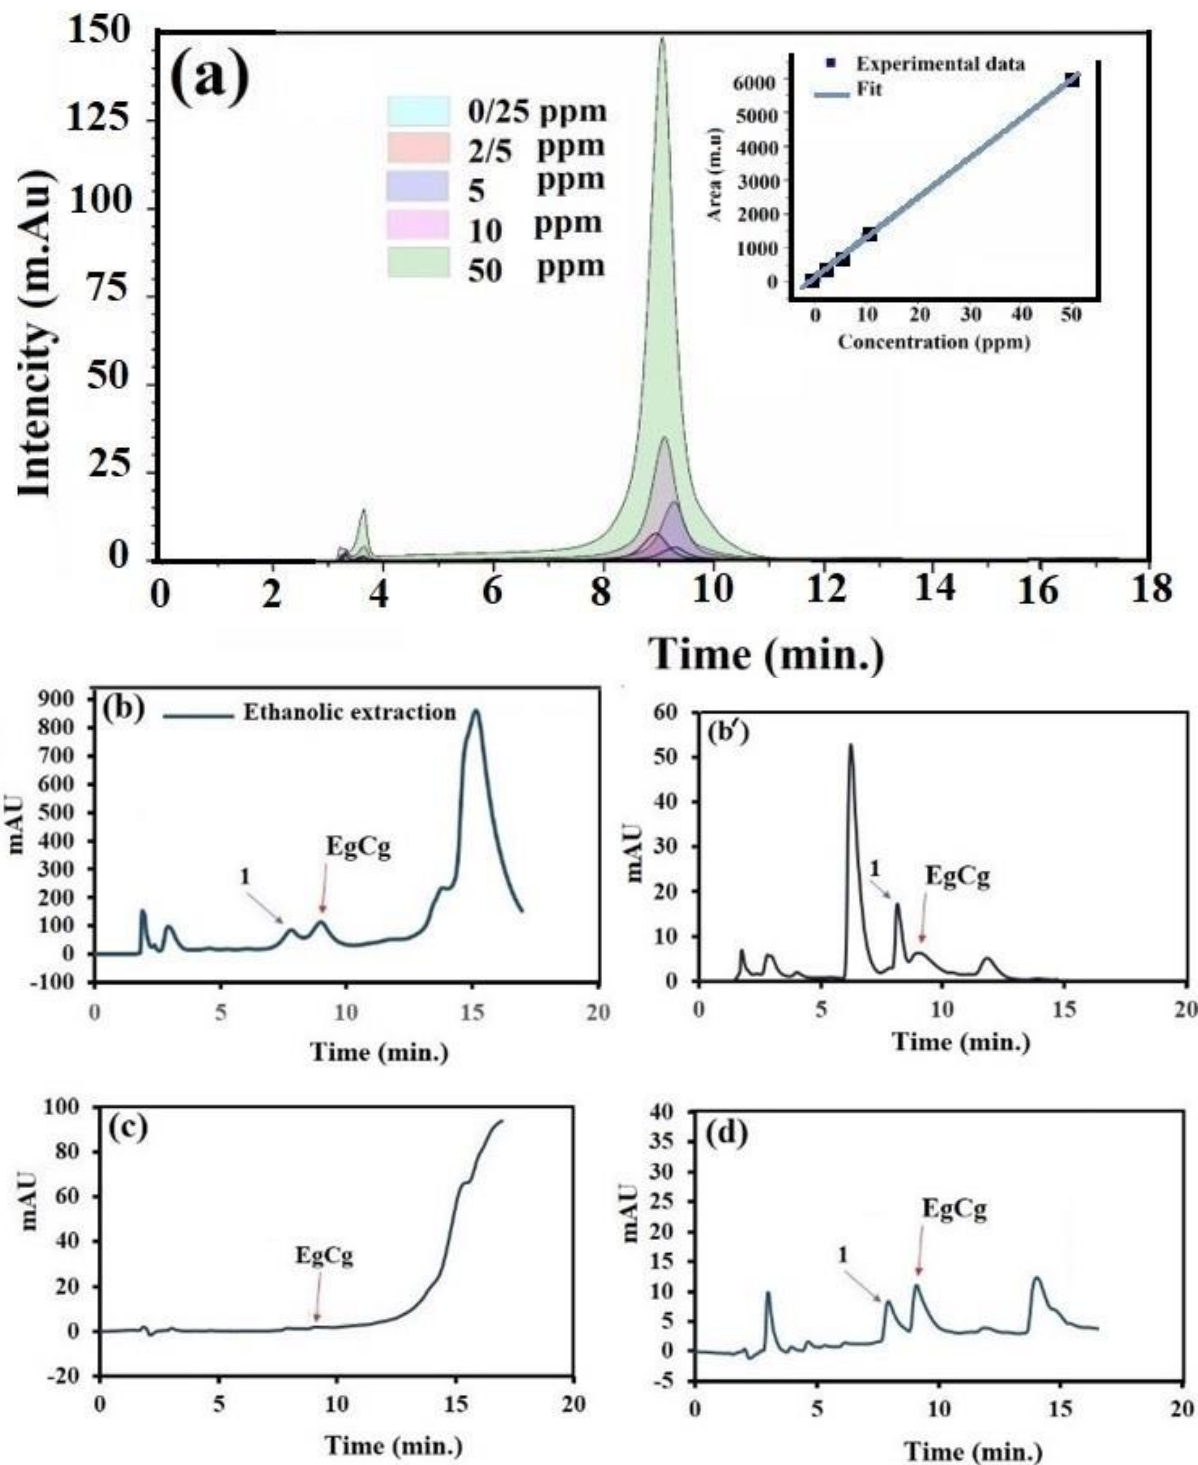 (a)
150
125
100
75
50
25
0
Intencity (m.Au)
0/25 ppm
2/5 ppm
5 ppm
10 ppm
50 ppm
Experimental data
Fit
6000
5000
4000
3000
2000
1000
0
Area (m.u)
0 10 20 30 40 50
Concentration (ppm)
0 2 4 6 8 10 12 14 16 18
Time (min.)
(b)
Ethanolic extraction
900
800
700
600
500
400
300
200
100
0
-100
mAU
1
EgCg
0 5 10 15 20
Time (min.)
(b′)
60
50
40
30
20
10
0
mAU
1
EgCg
0 5 10 15 20
Time (min.)
(c)
100
80
60
40
20
0
-20
mAU
EgCg
0 5 10 15 20
Time (min.)
(d)
40
35
30
25
20
15
10
5
0
-5
mAU
1
EgCg
0 5 10 15 20
Time (min.)